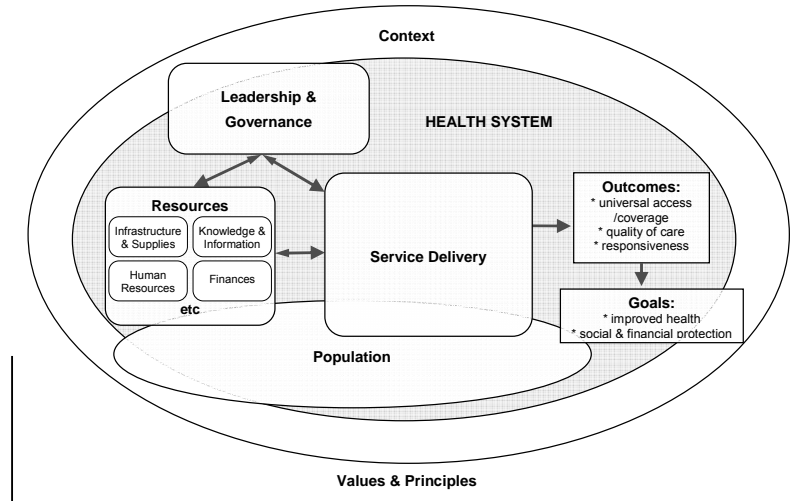 Context
Leadership &
Governance
HEALTH SYSTEM
Resources
Infrastructure
& Supplies
Knowledge &
Information
Human
Resources
Finances
etc
Service Delivery
Outcomes:
* universal access
/coverage
* quality of care
* responsiveness
Goals:
* improved health
* social & financial protection
Population
Values & Principles